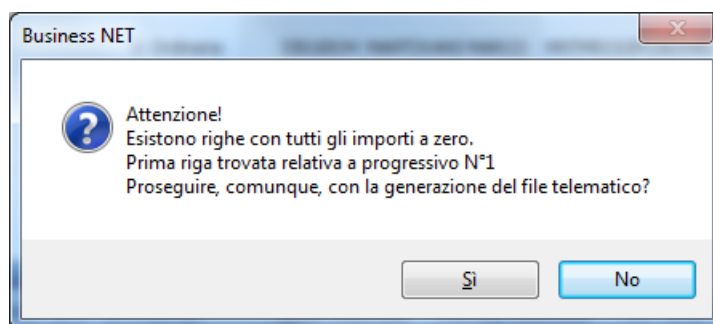 Business NET
Attenzione!
Esistono righe con tutti gli importi a zero.
Prima riga trovata relativa a progressivo N°1
Proseguire, comunque, con la generazione del file telematico?
Sì
No